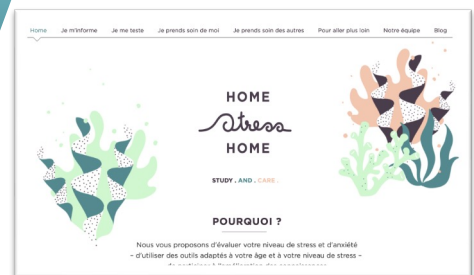 Home Je m'informe Je me teste Je prends soin de moi Je prends soin des autres Pour aller plus loin Notre équipe Blog
HOME
stress
HOME
STUDY . AND . CARE .
POURQUOI ?
Nous vous proposons d'évaluer votre niveau de stress et d'anxiété
– d'utiliser des outils adaptés à votre âge et à votre niveau de stress –